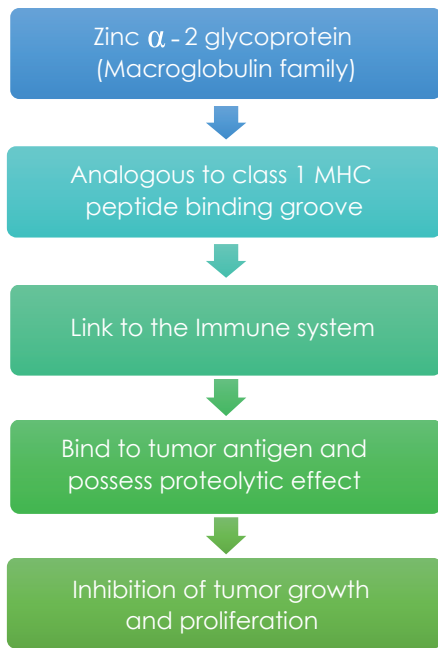 Zinc α - 2 glycoprotein
(Macroglobulin family)
Analogous to class 1 MHC
peptide binding groove
Link to the Immune system
Bind to tumor antigen and
possess proteolytic effect
Inhibition of tumor growth
and proliferation